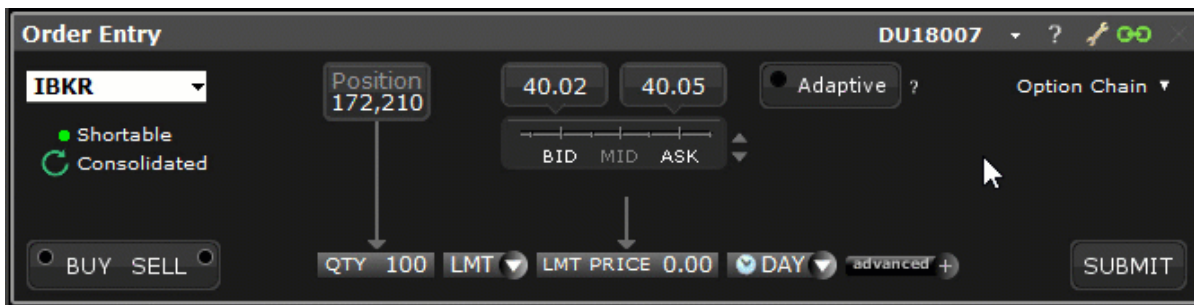 Order Entry DU18007 ?
IBKR Position 40.02 40.05 Adaptive ? Option Chain
172,210
Shortable
Consolidated BID MID ASK
BUY SELL QTY 100 LMT LMT PRICE 0.00 DAY advanced + SUBMIT